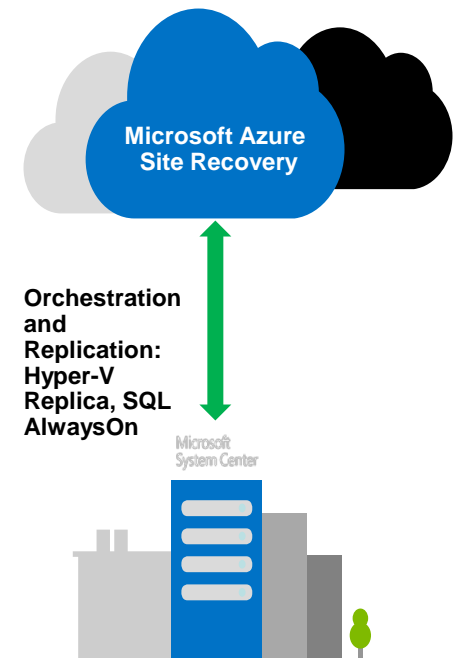 Microsoft Azure
Site Recovery
Orchestration
and
Replication:
Hyper-V
Replica, SQL
AlwaysOn
Microsoft
System Center